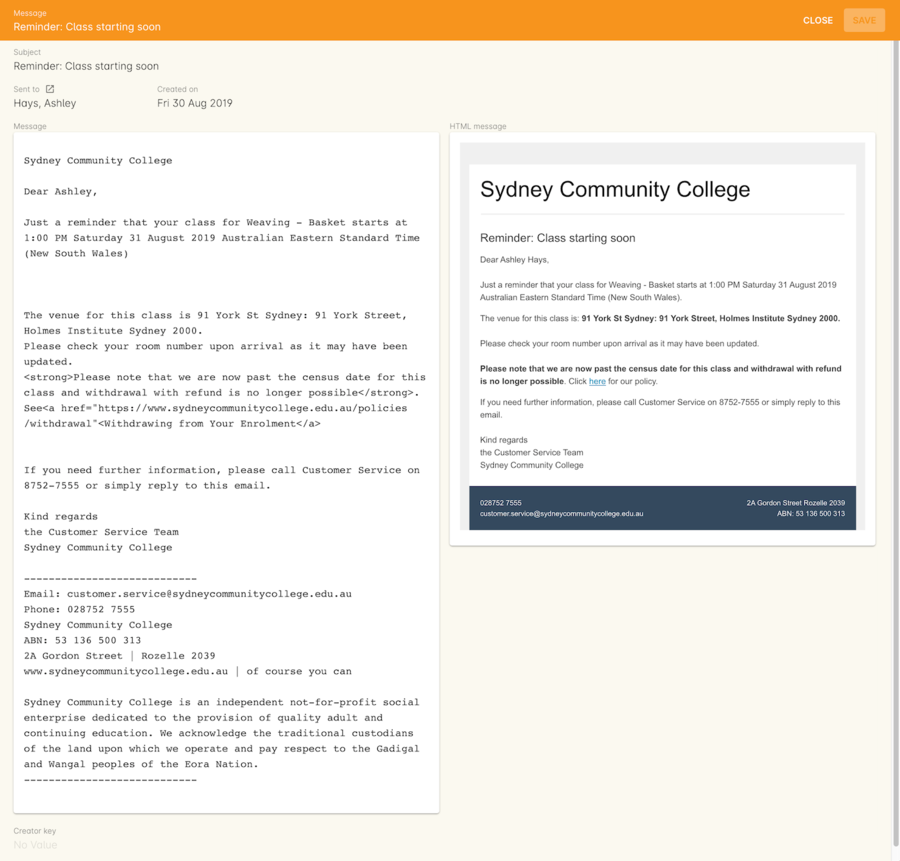 Message
Reminder: Class starting soon
CLOSE
SAVE
Subject
Reminder: Class starting soon
Sent to
Created on
Hays, Ashley
Fri 30 Aug 2019
Message
Sydney Community College
Dear Ashley,
Just a reminder that your class for Weaving - Basket starts at
1:00 PM Saturday 31 August 2019 Australian Eastern Standard Time
(New South Wales)
The venue for this class is 91 York St Sydney: 91 York Street,
Holmes Institute Sydney 2000.
Please check your room number upon arrival as it may have been
updated.
<strong>Please note that we are now past the census date for this
class and withdrawal with refund is no longer possible</strong>.
See<a href="https://www.sydneycommunitycollege.edu.au/policies
/withdrawal"<Withdrawing from Your Enrolment</a>
If you need further information, please call Customer Service on
8752-7555 or simply reply to this email.
Kind regards
the Customer Service Team
Sydney Community College
----------------------------
Email: customer.service@sydneycommunitycollege.edu.au
Phone: 028752 7555
Sydney Community College
ABN: 53 136 500 313
2A Gordon Street | Rozelle 2039
www.sydneycommunitycollege.edu.au | of course you can
Sydney Community College is an independent not-for-profit social
enterprise dedicated to the provision of quality adult and
continuing education. We acknowledge the traditional custodians
of the land upon which we operate and pay respect to the Gadigal
and Wangal peoples of the Eora Nation.
----------------------------
HTML message
Sydney Community College
Reminder: Class starting soon
Dear Ashley Hays,
Just a reminder that your class for Weaving - Basket starts at 1:00 PM Saturday 31 August 2019
Australian Eastern Standard Time (New South Wales).
The venue for this class is: 91 York St Sydney: 91 York Street, Holmes Institute Sydney 2000.
Please check your room number upon arrival as it may have been updated.
Please note that we are now past the census date for this class and withdrawal with refund
is no longer possible. Click here for our policy.
If you need further information, please call Customer Service on 8752-7555 or simply reply to this
email.
Kind regards
the Customer Service Team
Sydney Community College
028752 7555
2A Gordon Street Rozelle 2039
customer.service@sydneycommunitycollege.edu.au
ABN: 53 136 500 313
Creator key
No Value